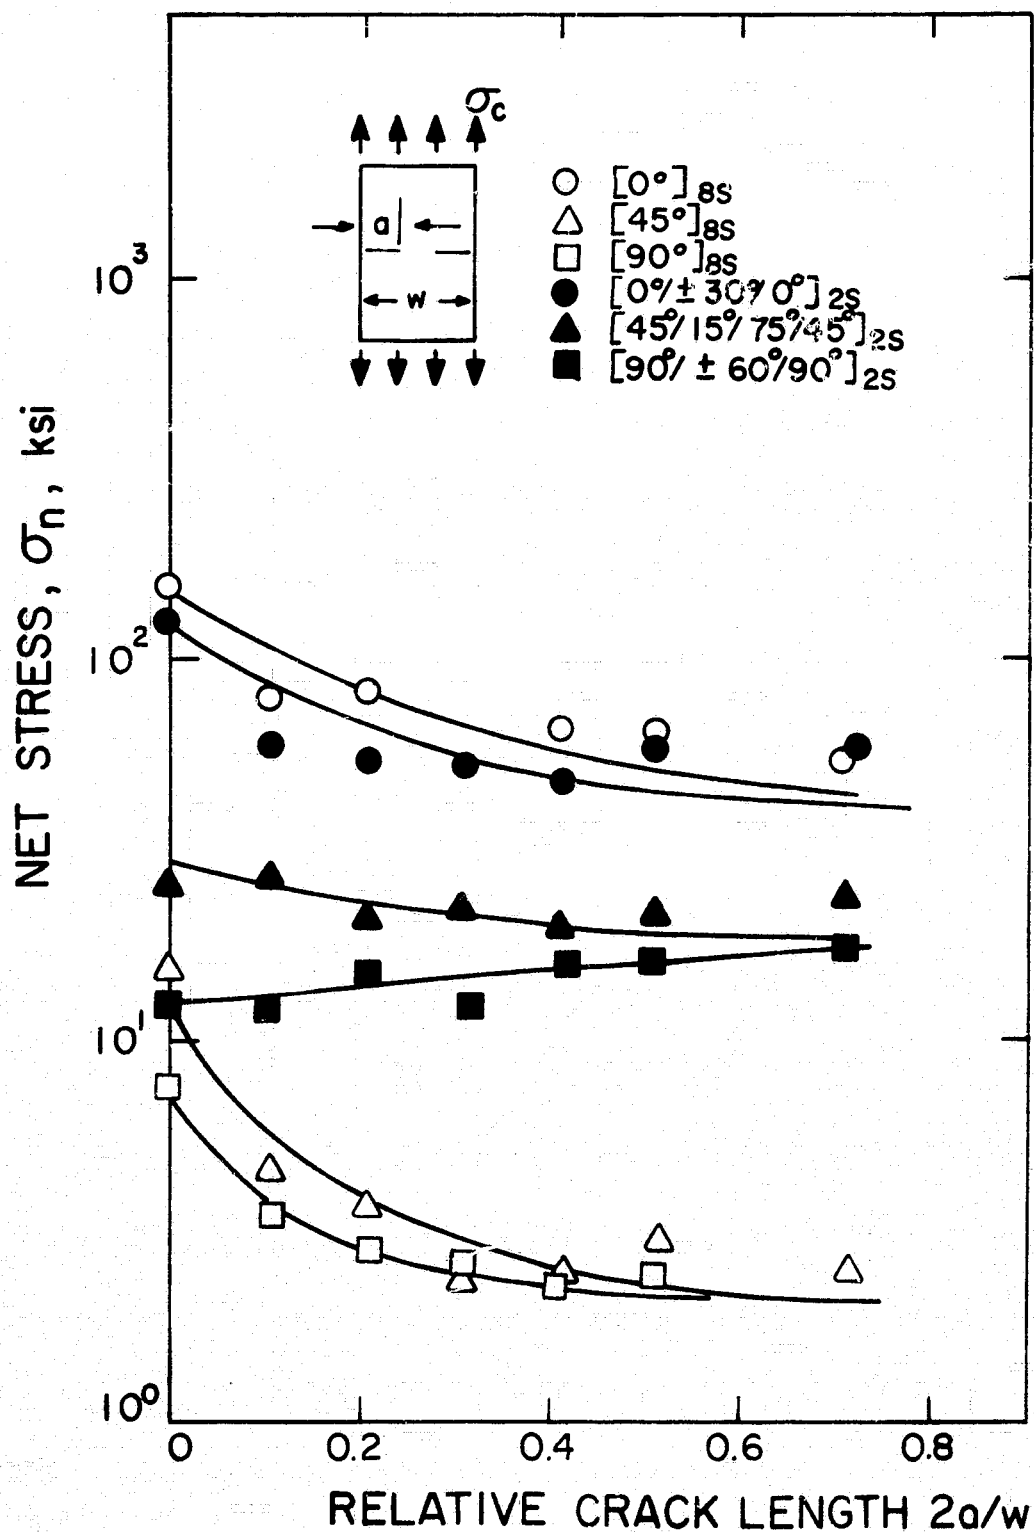 σc
a
w
○ [0°]8S
△ [45°]8S
□ [90°]8S
● [0°/±30°/0°]2S
▲ [45°/15°/75°/45°]2S
■ [90°/±60°/90°]2S
NET STRESS, σn, ksi
10³
10²
10¹
10⁰
0 0.2 0.4 0.6 0.8
RELATIVE CRACK LENGTH 2a/w